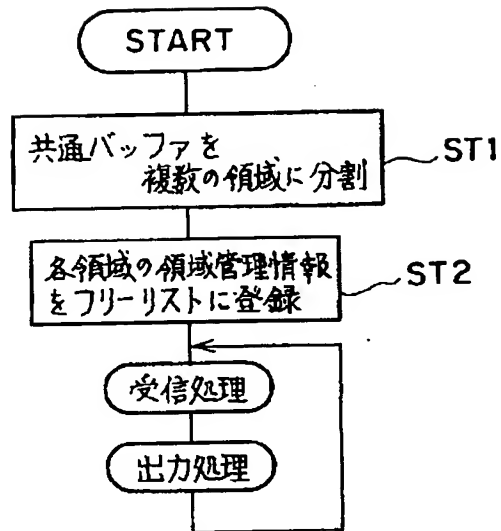 START
共通バッファを
複数の領域に分割
ST1
各領域の領域管理情報
をフリーリストに登録
ST2
受信処理
出力処理